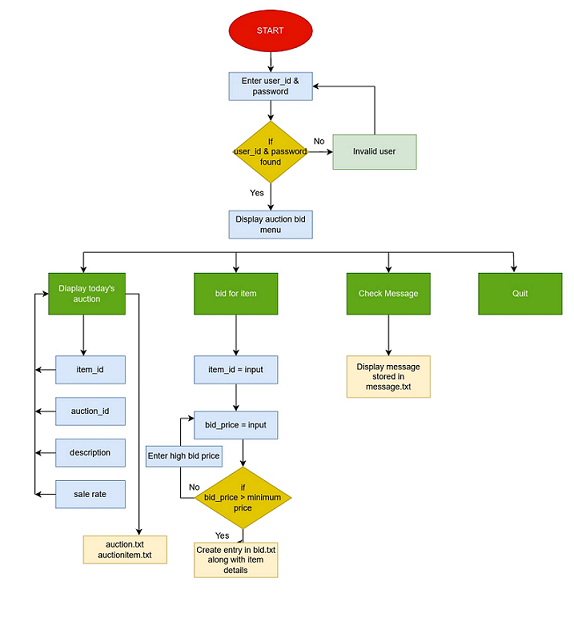 START
Enter user_id &
password
If
user_id & password
found
No
Invalid user
Yes
Display auction bid
menu
Diaplay today's
auction
bid for item
Check Message
Quit
item_id
item_id = input
Display message
stored in
message.txt
auction_id
bid_price = input
description
Enter high bid price
sale rate
No
if
bid_price > minimum
price
Yes
auction.txt
auctionitem.txt
Create entry in bid.txt
along with item
details